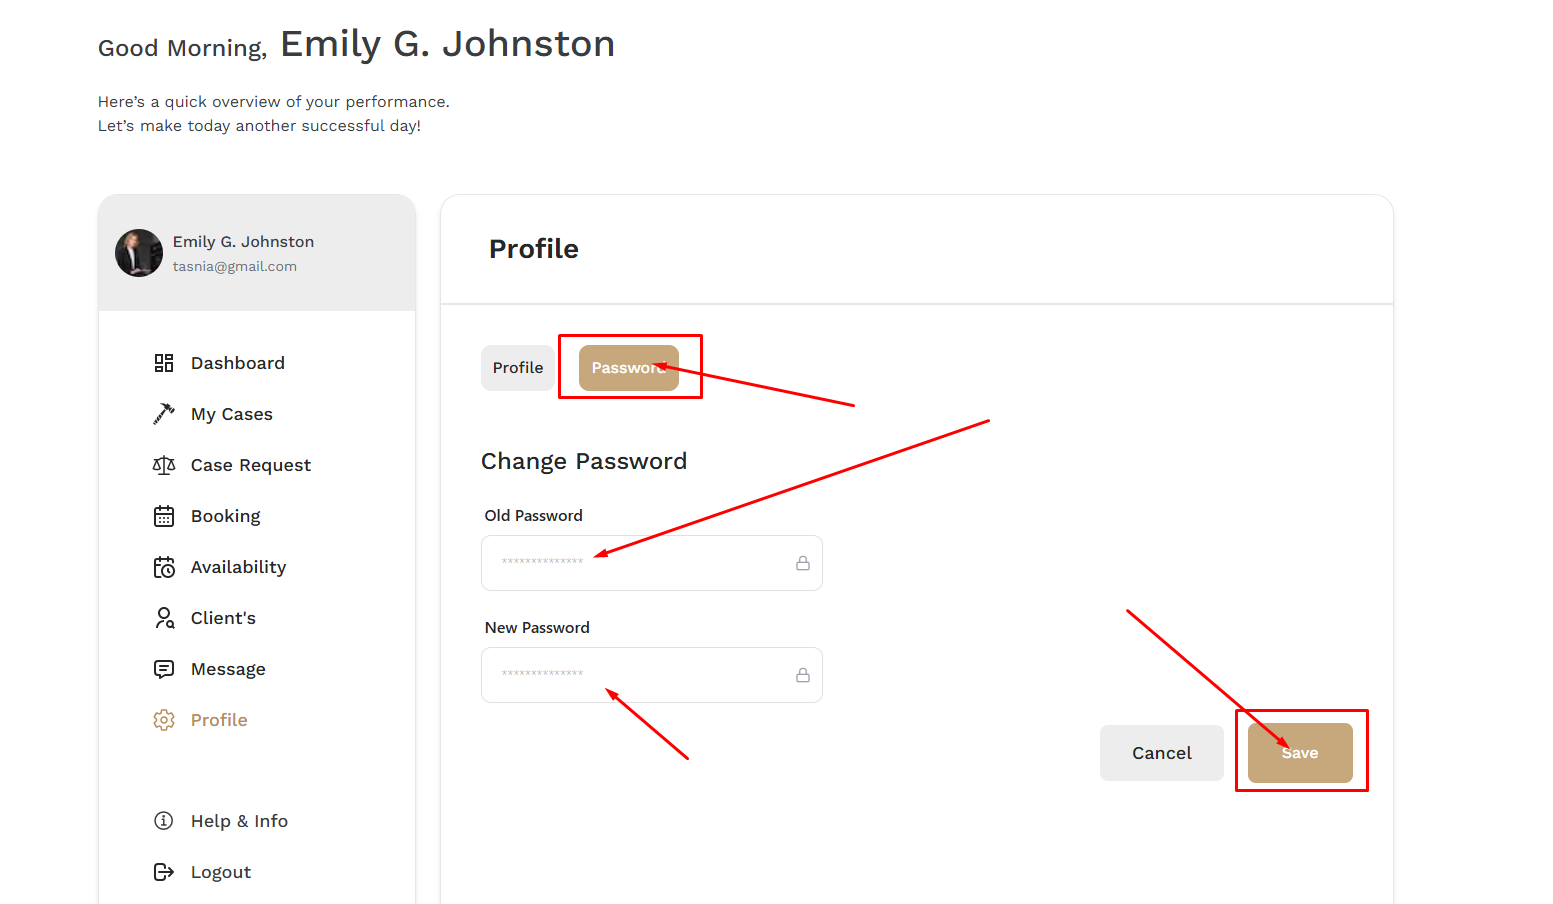 Good Morning, Emily G. Johnston
Here’s a quick overview of your performance.
Let’s make today another successful day!
Emily G. Johnston
tasnia@gmail.com
Dashboard
My Cases
Case Request
Booking
Availability
Client's
Message
Profile
Help & Info
Logout
Profile
Profile
Password
Change Password
Old Password
**************
New Password
**************
Cancel
Save